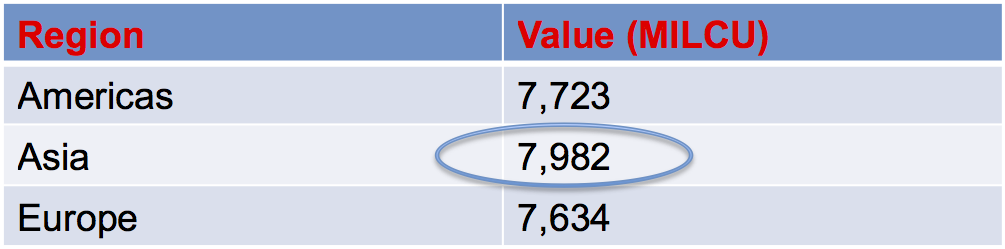 Region Value (MILCU)
Americas 7,723
Asia 7,982
Europe 7,634